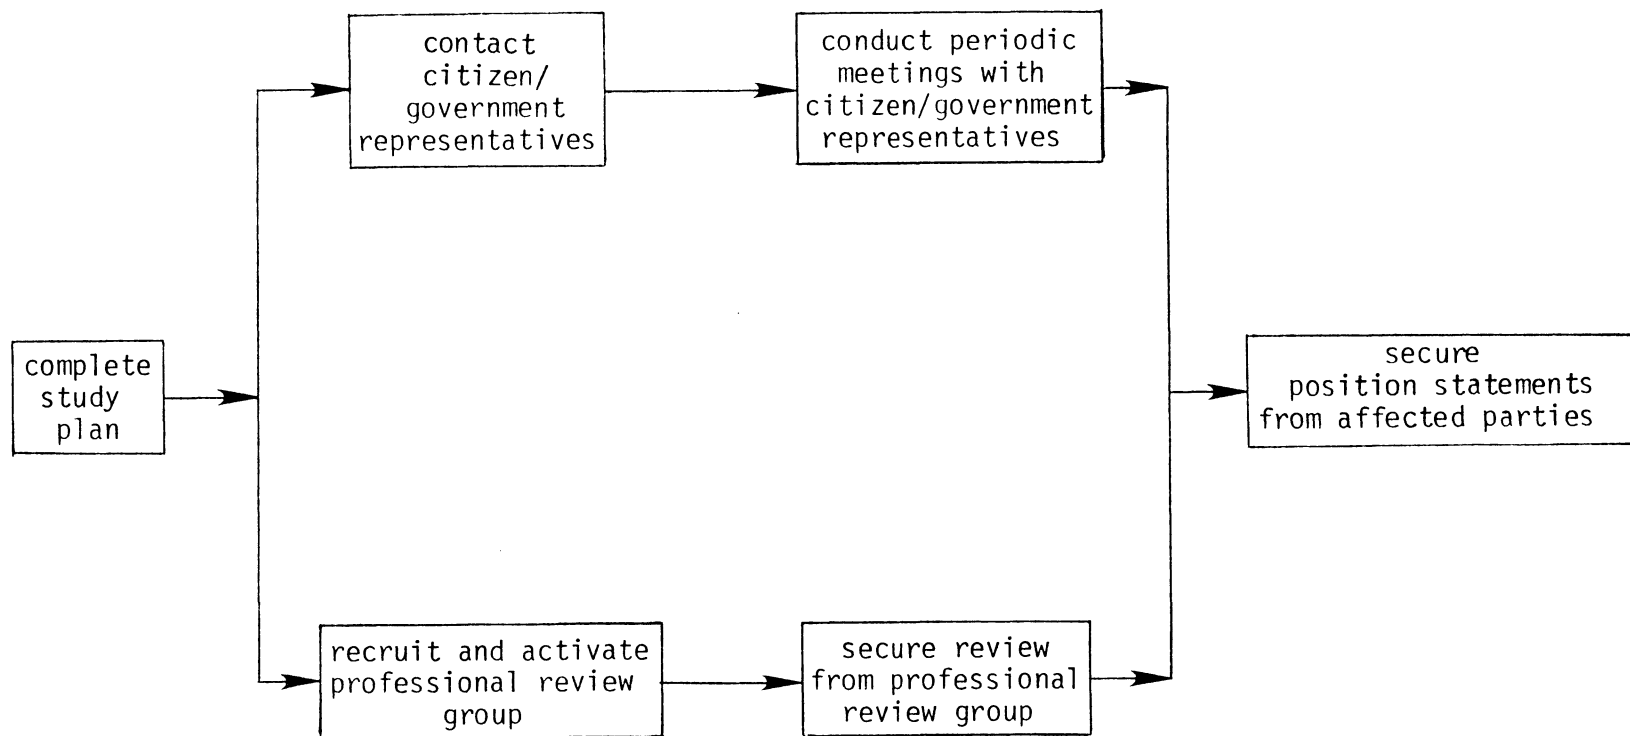 contact
citizen/
government
representatives
conduct periodic
meetings with
citizen/government
representatives
complete
study
plan
secure
position statements
from affected parties
recruit and activate
professional review
group
secure review
from professional
review group